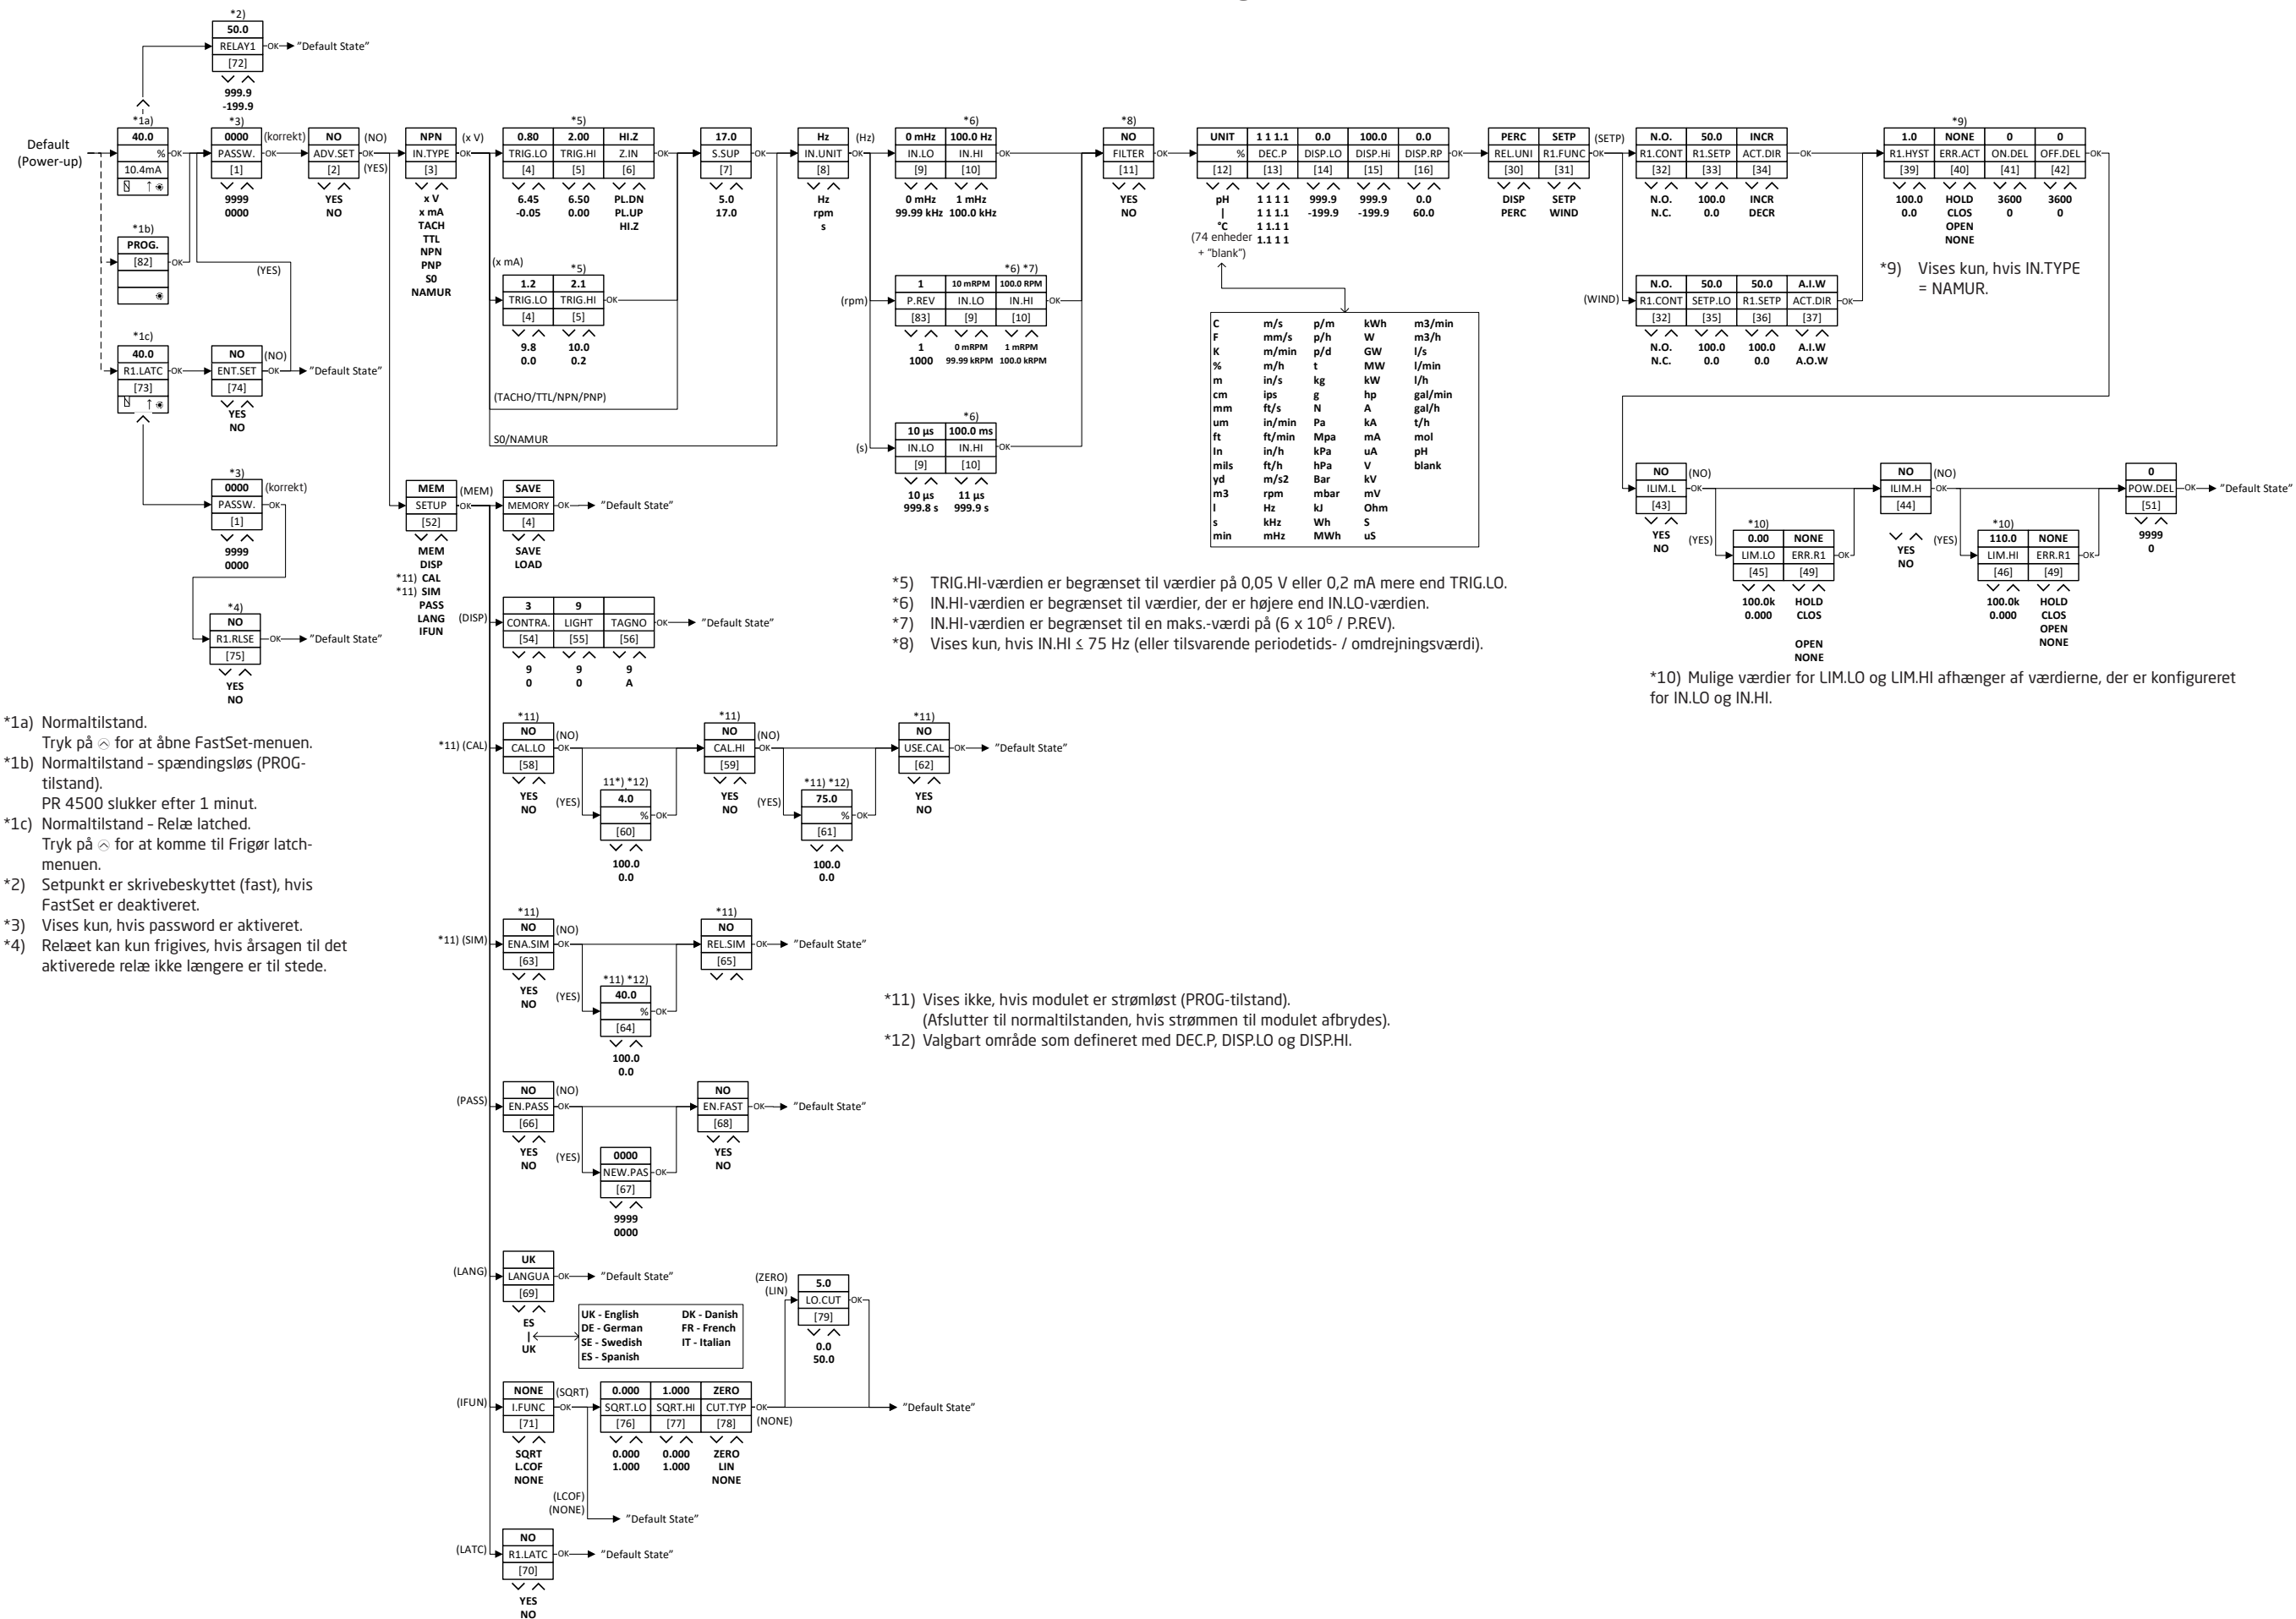 *2)
50.0
RELAY1 OK "Default State"
[72]
999.9
-199.9
Default
(Power-up)
*1a)
40.0
% OK
10.4mA
*3)
0000 (korrekt)
PASSW. OK
[1]
9999
0000
NO (NO)
ADV.SET OK
[2] (YES)
YES
NO
NPN (x V)
IN.TYPE OK
[3]
x V
x mA
TACH
TTL
NPN
PNP
S0
NAMUR
*5)
0.80 2.00 HI.Z
TRIG.LO TRIG.HI Z.IN OK
[4] [5] [6]
6.45 6.50 PL.DN
-0.05 0.00 PL.UP
HI.Z
17.0
S.SUP OK
[7]
5.0
17.0
Hz (Hz)
IN.UNIT OK
[8]
Hz
rpm
s
*6)
0 mHz 100.0 Hz
IN.LO IN.HI OK
[9] [10]
0 mHz 1 mHz
99.99 kHz 100.0 kHz
*8)
NO
FILTER OK
[11]
YES
NO
UNIT 1 1 1.1 0.0 100.0 0.0
% DEC.P DISP.LO DISP.Hi DISP.RP OK
[12] [13] [14] [15] [16]
pH 1 1 1 1 999.9 999.9 0.0
| 1 1 1.1 -199.9 -199.9 60.0
°C 1 1.1 1
(74 enheder 1.1 1 1
+ "blank")
PERC SETP (SETP)
REL.UNI R1.FUNC OK
[30] [31]
DISP SETP
PERC WIND
N.O. 50.0 INCR
R1.CONT R1.SETP ACT.DIR OK
[32] [33] [34]
N.O. 100.0 INCR
N.C. 0.0 DECR
*9)
1.0 NONE 0 0
R1.HYST ERR.ACT ON.DEL OFF.DEL OK
[39] [40] [41] [42]
100.0 HOLD 3600 3600
0.0 CLOS 0 0
OPEN
NONE
*1b)
PROG.
[82] OK
(YES)
(x mA)
*5)
1.2 2.1
TRIG.LO TRIG.HI OK
[4] [5]
9.8 10.0
0.0 0.2
*6) *7)
1 10 mRPM 100.0 RPM
(rpm) P.REV IN.LO IN.HI OK
[83] [9] [10]
1 0 mRPM 1 mRPM
1000 99.99 kRPM 100.0 kRPM
(WIND)
N.O. 50.0 50.0 A.I.W
R1.CONT SETP.LO R1.SETP ACT.DIR OK
[32] [35] [36] [37]
N.O. 100.0 100.0 A.I.W
N.C. 0.0 0.0 A.O.W
*9) Vises kun, hvis IN.TYPE
= NAMUR.
*1c)
40.0
R1.LATC OK
[73]
NO (NO)
ENT.SET OK "Default State"
[74]
YES
NO
(TACHO/TTL/NPN/PNP)
S0/NAMUR
*6)
10 µs 100.0 ms
(s) IN.LO IN.HI OK
[9] [10]
10 µs 11 µs
999.8 s 999.9 s
C m/s p/m kWh m3/min
F mm/s p/h W m3/h
K m/min p/d GW l/s
% m/h t MW l/min
m in/s kg kW l/h
cm ips g hp gal/min
mm ft/s N A gal/h
um in/min Pa kA t/h
ft ft/min Mpa mA mol
In in/h kPa uA pH
mils ft/h hPa V blank
yd m/s2 Bar kV
m3 rpm mbar mV
l Hz kJ Ohm
s kHz Wh S
min mHz MWh uS
*3)
0000 (korrekt)
PASSW. OK
[1]
9999
0000
MEM (MEM)
SETUP OK
[52]
MEM
DISP
*11) CAL
*11) SIM
PASS
LANG
IFUN
SAVE
MEMORY OK "Default State"
[4]
SAVE
LOAD
NO (NO)
ILIM.L OK
[43]
YES
NO
(YES)
*10)
0.00 NONE
LIM.LO ERR.R1 OK
[45] [49]
100.0k HOLD
0.000 CLOS
OPEN
NONE
NO (NO)
ILIM.H OK
[44]
YES
NO
(YES)
*10)
110.0 NONE
LIM.HI ERR.R1 OK
[46] [49]
100.0k HOLD
0.000 CLOS
OPEN
NONE
0
POW.DEL OK "Default State"
[51]
9999
0
*4)
NO
R1.RLSE OK "Default State"
[75]
YES
NO
(DISP)
3 9
CONTRA. LIGHT TAGNO OK "Default State"
[54] [55] [56]
9 9 9
0 0 A
*5) TRIG.HI-værdien er begrænset til værdier på 0,05 V eller 0,2 mA mere end TRIG.LO.
*6) IN.HI-værdien er begrænset til værdier, der er højere end IN.LO-værdien.
*7) IN.HI-værdien er begrænset til en maks.-værdi på (6 x 10⁶ / P.REV).
*8) Vises kun, hvis IN.HI ≤ 75 Hz (eller tilsvarende periodetids- / omdrejningsværdi).
*10) Mulige værdier for LIM.LO og LIM.HI afhænger af værdierne, der er konfigureret
for IN.LO og IN.HI.
*1a) Normaltilstand.
Tryk på for at åbne FastSet-menuen.
*1b) Normaltilstand – spændingsløs (PROG-
tilstand).
PR 4500 slukker efter 1 minut.
*1c) Normaltilstand – Relæ latched.
Tryk på for at komme til Frigør latch-
menuen.
*2) Setpunkt er skrivebeskyttet (fast), hvis
FastSet er deaktiveret.
*3) Vises kun, hvis password er aktiveret.
*4) Relæet kan kun frigives, hvis årsagen til det
aktiverede relæ ikke længere er til stede.
*11) (CAL)
*11)
NO (NO)
CAL.LO OK
[58]
YES
NO
(YES)
11*) *12)
4.0
% OK
[60]
100.0
0.0
*11)
NO (NO)
CAL.HI OK
[59]
YES
NO
(YES)
*11) *12)
75.0
% OK
[61]
100.0
0.0
*11)
NO
USE.CAL OK "Default State"
[62]
YES
NO
*11) (SIM)
*11)
NO (NO)
ENA.SIM OK
[63]
YES
NO
(YES)
*11) *12)
40.0
% OK
[64]
100.0
0.0
*11)
NO
REL.SIM OK "Default State"
[65]
*11) Vises ikke, hvis modulet er strømløst (PROG-tilstand).
(Afslutter til normaltilstanden, hvis strømmen til modulet afbrydes).
*12) Valgbart område som defineret med DEC.P, DISP.LO og DISP.HI.
(PASS)
NO (NO)
EN.PASS OK
[66]
YES
NO
(YES)
0000
NEW.PAS OK
[67]
9999
0000
NO
EN.FAST OK "Default State"
[68]
YES
NO
(LANG)
UK
LANGUA OK "Default State"
[69]
ES
|
UK
UK - English DK - Danish
DE - German FR - French
SE - Swedish IT - Italian
ES - Spanish
(ZERO)
(LIN)
5.0
LO.CUT OK
[79]
0.0
50.0
(IFUN)
NONE (SQRT)
I.FUNC OK
[71]
SQRT
L.COF
NONE
0.000 1.000 ZERO
SQRT.LO SQRT.HI CUT.TYP OK "Default State"
[76] [77] [78] (NONE)
0.000 0.000 ZERO
1.000 1.000 LIN
NONE
(LCOF)
(NONE)
"Default State"
(LATC)
NO
R1.LATC OK "Default State"
[70]
YES
NO